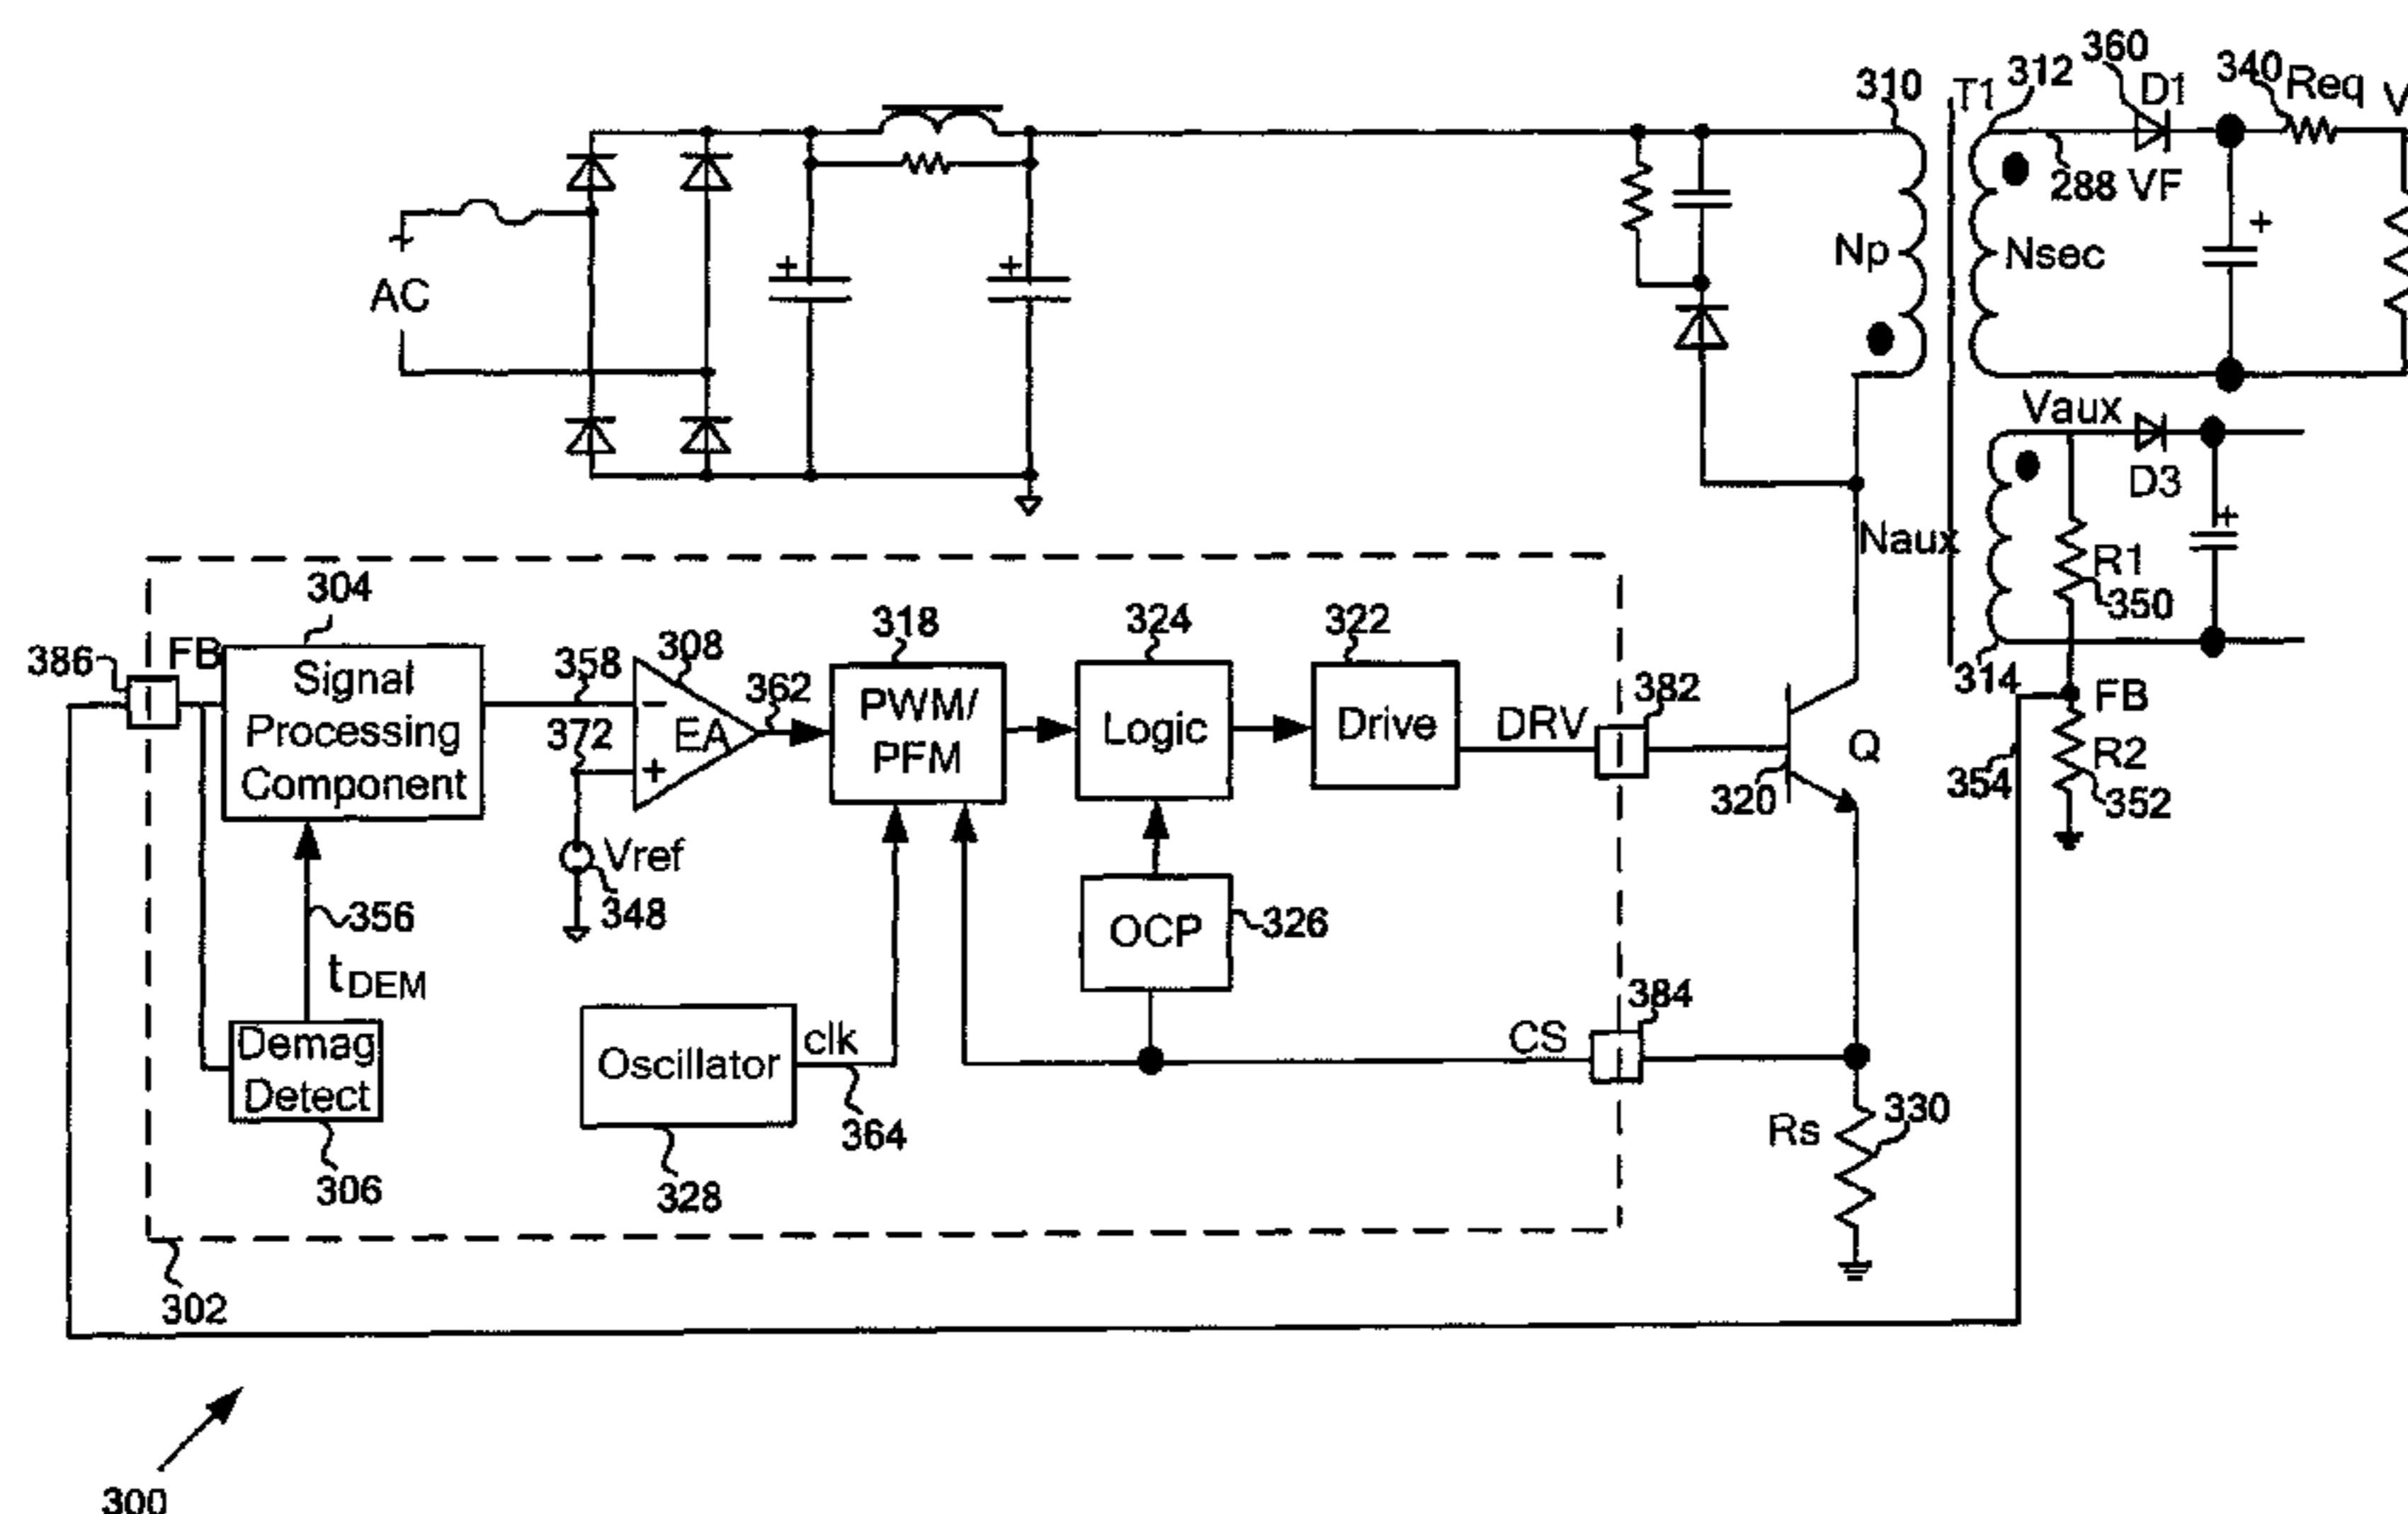 360
310
T1
312
D1
340
Req
V
288 VF
+
AC
+
+
Np
Nsec
+
Vaux
D3
+
Naux
R1
350
304
386
FB
Signal
Processing
Component
358
308
372
−
EA
+
362
318
PWM/
PFM
324
Logic
322
Drive
DRV
382
320
Q
314
FB
R2
354
352
Vref
348
356
tDEM
OCP
326
Demag
Detect
306
Oscillator
clk
364
328
CS
384
Rs
330
302
300